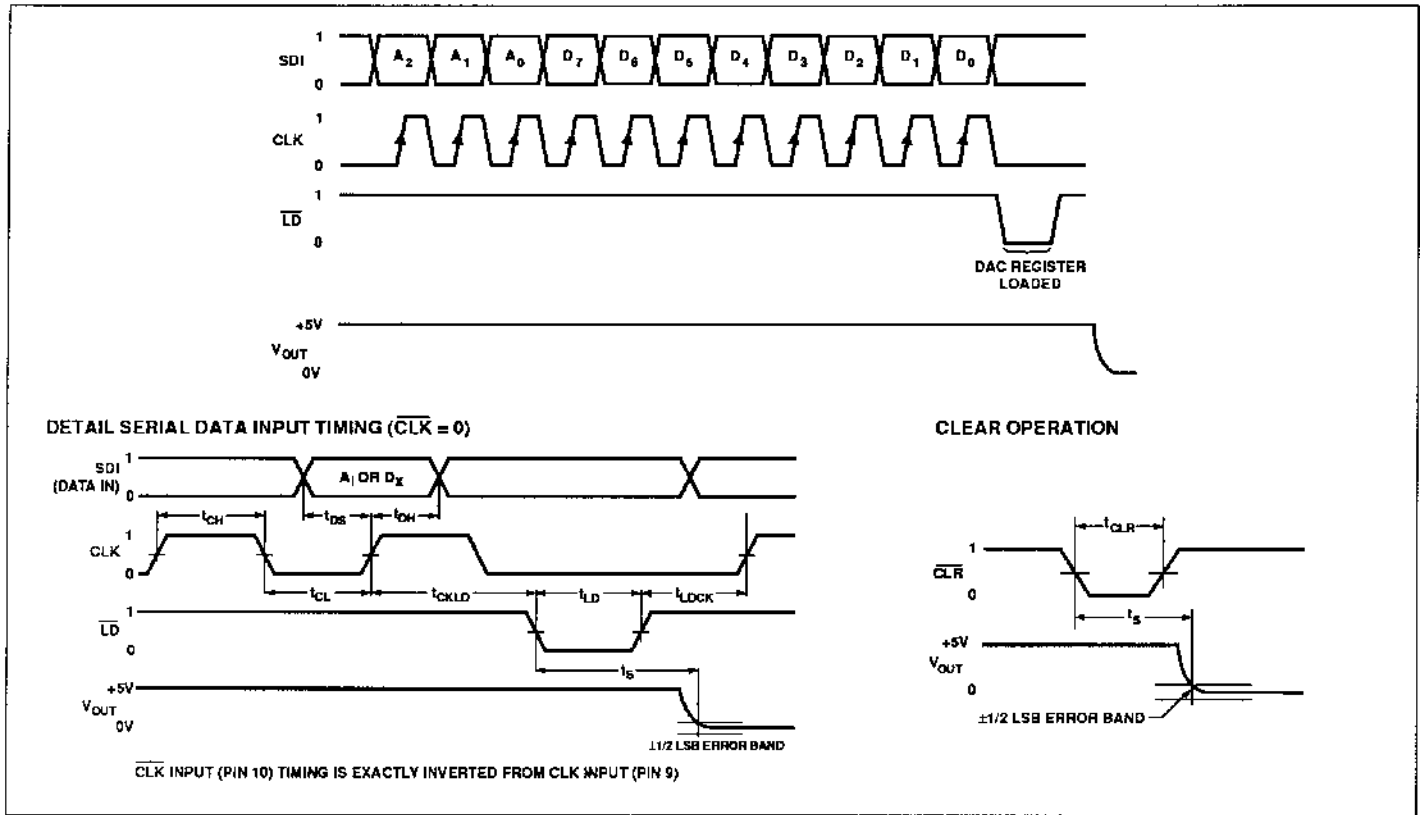 1
SDI A2 A1 A0 D7 D6 D5 D4 D3 D2 D1 D0
0
1
CLK
0
1
LD
0
DAC REGISTER
LOADED
+5V
VOUT
0V
DETAIL SERIAL DATA INPUT TIMING (CLK = 0)
SDI 1
(DATA IN) AI OR DX
0
tCH tDS tDH
1
CLK
0
tCL tCKLD tLD tLDCK
1
LD
0
tS
+5V
VOUT
0V
±1/2 LSB ERROR BAND
CLK INPUT (PIN 10) TIMING IS EXACTLY INVERTED FROM CLK INPUT (PIN 9)
CLEAR OPERATION
tCLR
1
CLR
0
tS
+5V
VOUT
0
±1/2 LSB ERROR BAND